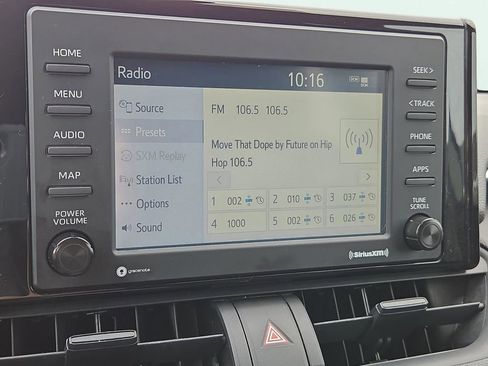 HOME
MENU
AUDIO
MAP
POWER
VOLUME
gracenote
Radio 10:16
Source
Presets
SXM Replay
Station List
Options
Sound
FM 106.5 106.5
Move That Dope by Future on Hip
Hop 106.5
1 002 2 010 3 037
4 1000 5 002 6 026
SEEK >
< TRACK
PHONE
APPS
TUNE
SCROLL
SiriusXM